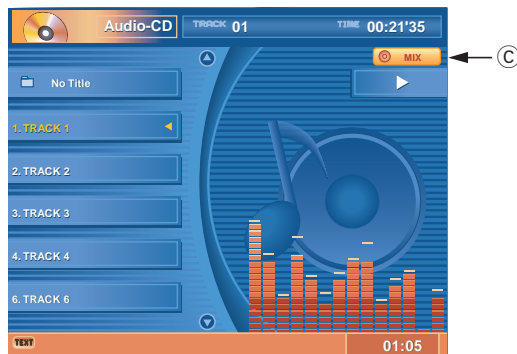 Audio-CD TRACK 01 TIME 00:21'35
MIX
C
No Title
1. TRACK 1
2. TRACK 2
3. TRACK 3
4. TRACK 4
6. TRACK 6
TEXT
01:05